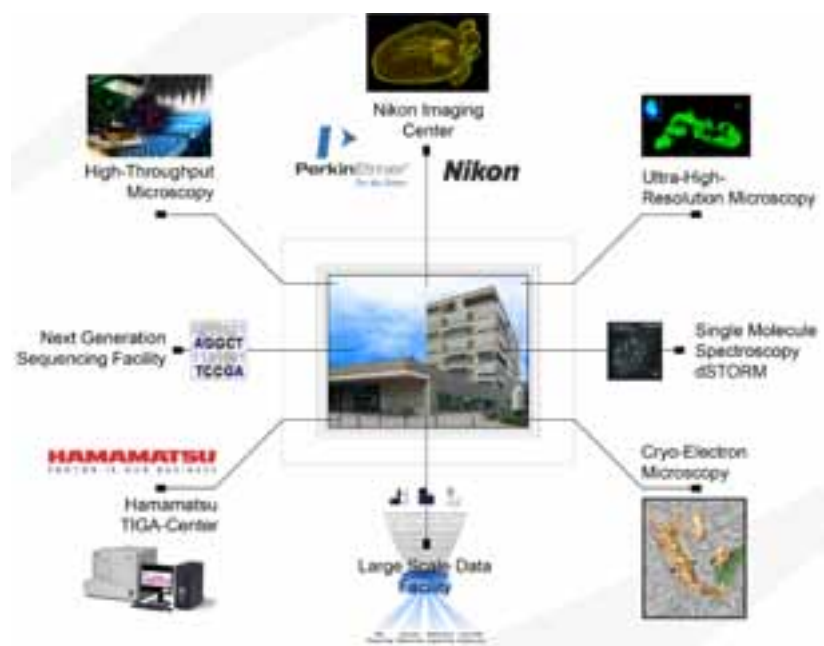 Nikon Imaging
Center
PerkinElmer
Nikon
High-Throughput
Microscopy
Ultra-High-
Resolution Microscopy
Next Generation
Sequencing Facility
AGGCT
TCCGA
Single Molecule
Spectroscopy
dSTORM
HAMAMATSU
PHOTON IS OUR BUSINESS
Hamamatsu
TIGA-Center
Cryo-Electron
Microscopy
Large Scale Data
Facility